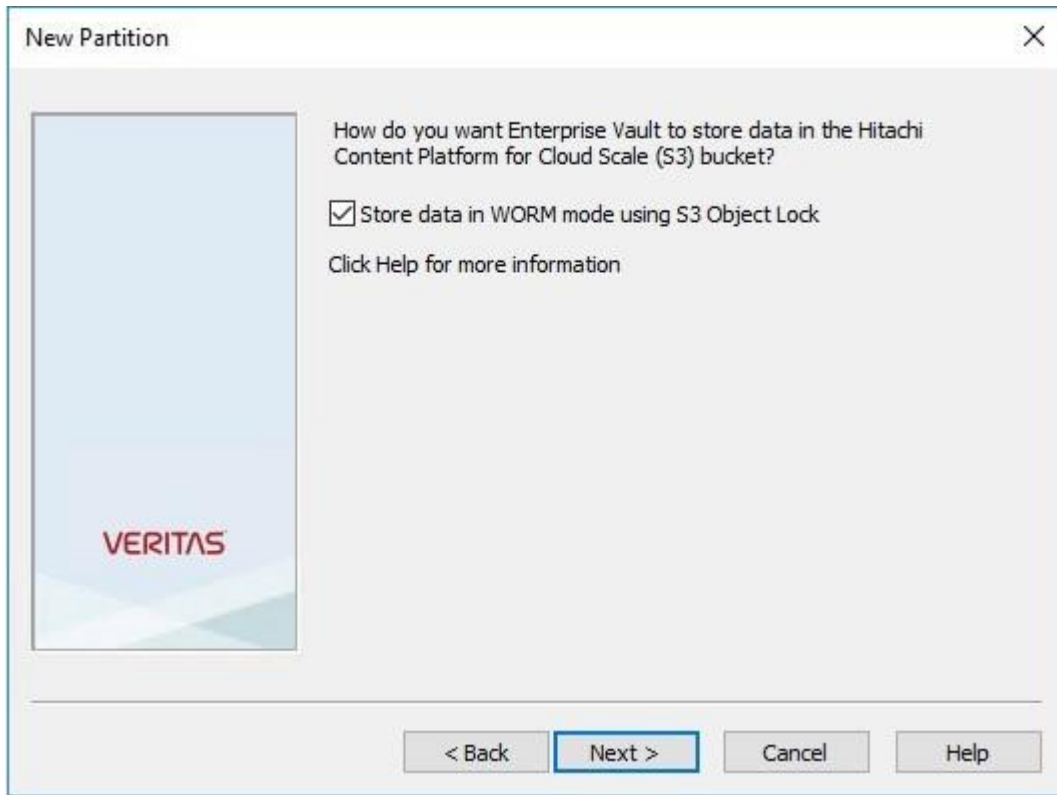 New Partition
How do you want Enterprise Vault to store data in the Hitachi
Content Platform for Cloud Scale (S3) bucket?
Store data in WORM mode using S3 Object Lock
Click Help for more information
VERITAS
< Back
Next >
Cancel
Help